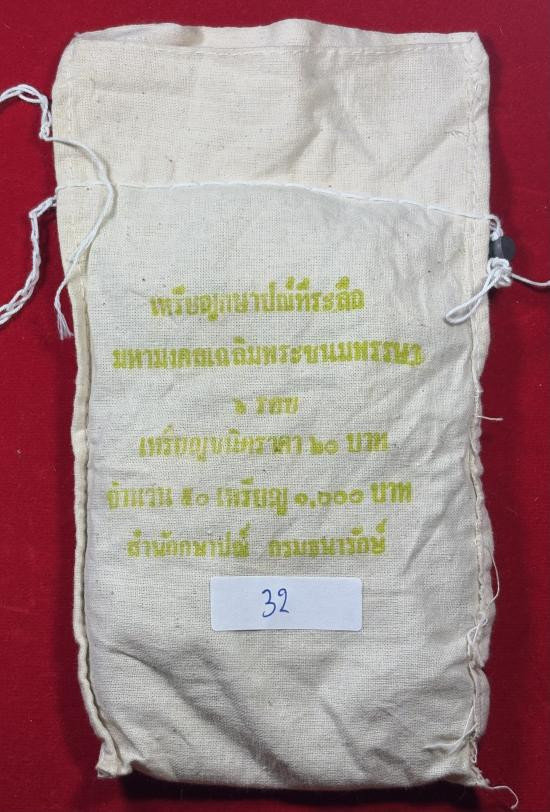 เหรียญกษาปณ์ที่ระลึก
มหามงคลเฉลิมพระชนมพรรษา
๖ รอบ
เหรียญชนิดราคา ๒๐ บาท
จำนวน ๕๐ เหรียญ ๑,๐๐๐ บาท
สำนักกษาปณ์ กรมธนารักษ์
32